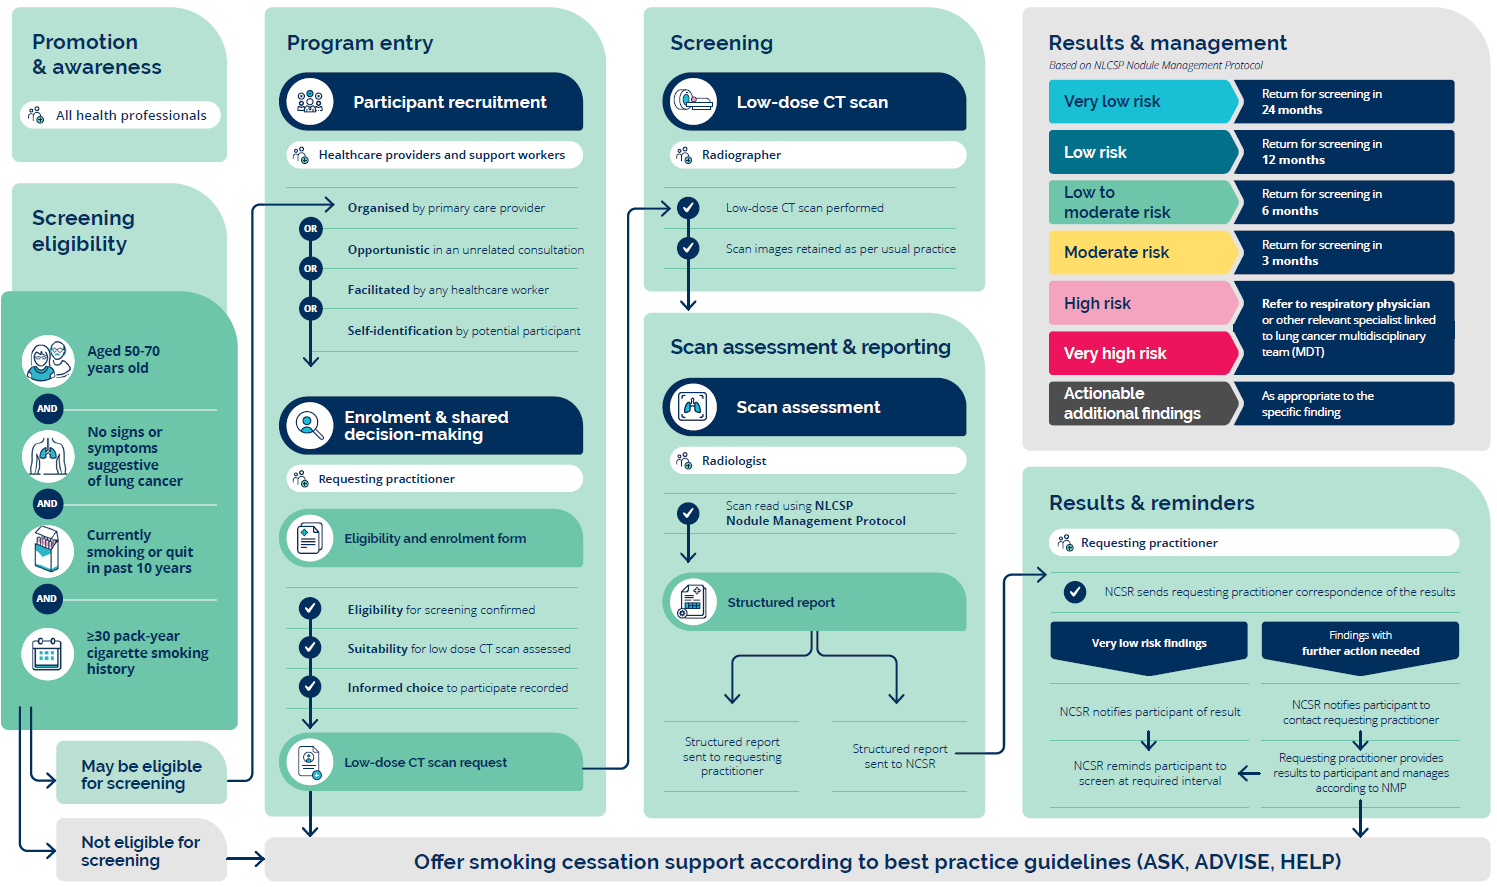 Promotion
& awareness
All health professionals
Screening
eligibility
Aged 50-70
years old
AND
No signs or
symptoms
suggestive
of lung cancer
AND
Currently
smoking or quit
in past 10 years
AND
≥30 pack-year
cigarette smoking
history
May be eligible
for screening
Not eligible for
screening
Program entry
Participant recruitment
Healthcare providers and support workers
Organised by primary care provider
OR
Opportunistic in an unrelated consultation
OR
Facilitated by any healthcare worker
OR
Self-identification by potential participant
Enrolment & shared
decision-making
Requesting practitioner
Eligibility and enrolment form
Eligibility for screening confirmed
Suitability for low dose CT scan assessed
Informed choice to participate recorded
Low-dose CT scan request
Screening
Low-dose CT scan
Radiographer
Low-dose CT scan performed
Scan images retained as per usual practice
Scan assessment & reporting
Scan assessment
Radiologist
Scan read using NLCSP
Nodule Management Protocol
Structured report
Structured report
sent to requesting
practitioner
Structured report
sent to NCSR
Results & management
Based on NLCSP Nodule Management Protocol
Very low risk
Return for screening in
24 months
Low risk
Return for screening in
12 months
Low to
moderate risk
Return for screening in
6 months
Moderate risk
Return for screening in
3 months
High risk
Very high risk
Refer to respiratory physician
or other relevant specialist linked
to lung cancer multidisciplinary
team (MDT)
Actionable
additional findings
As appropriate to the
specific finding
Results & reminders
Requesting practitioner
NCSR sends requesting practitioner correspondence of the results
Very low risk findings
NCSR notifies participant of result
NCSR reminds participant to
screen at required interval
Findings with
further action needed
NCSR notifies participant to
contact requesting practitioner
Requesting practitioner provides
results to participant and manages
according to NMP
Offer smoking cessation support according to best practice guidelines (ASK, ADVISE, HELP)